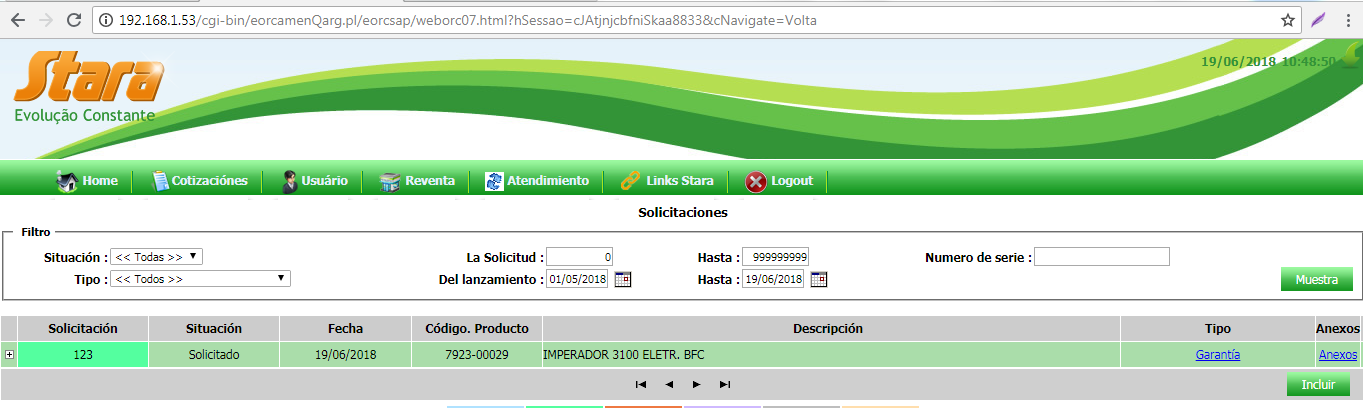 192.168.1.53/cgi-bin/eorcamenQarg.pl/eorcsap/weborc07.html?hSessao=cJAtjnjcbfniSkaa8833&cNavigate=Volta
19/06/2018 10:48:50
Stara
Evolução Constante
Home Cotizaciónes Usuário Reventa Atendimiento Links Stara Logout
Solicitaciones
Filtro
Situación : << Todas >> La Solicitud : 0 Hasta : 999999999 Numero de serie :
Tipo : << Todos >> Del lanzamiento : 01/05/2018 Hasta : 19/06/2018 Muestra
Solicitación Situación Fecha Código. Producto Descripción Tipo Anexos
123 Solicitado 19/06/2018 7923-00029 IMPERADOR 3100 ELETR. BFC Garantía Anexos
Incluir